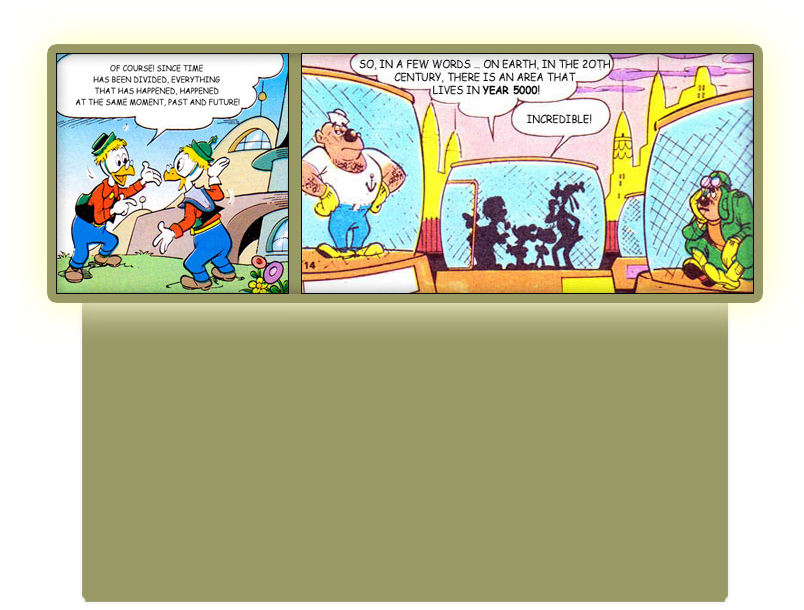 OF COURSE! SINCE TIME
HAS BEEN DIVIDED, EVERYTHING
THAT HAS HAPPENED, HAPPENED
AT THE SAME MOMENT, PAST AND FUTURE!
SO, IN A FEW WORDS ... ON EARTH, IN THE 20TH
CENTURY, THERE IS AN AREA THAT
LIVES IN YEAR 5000!
INCREDIBLE!
14